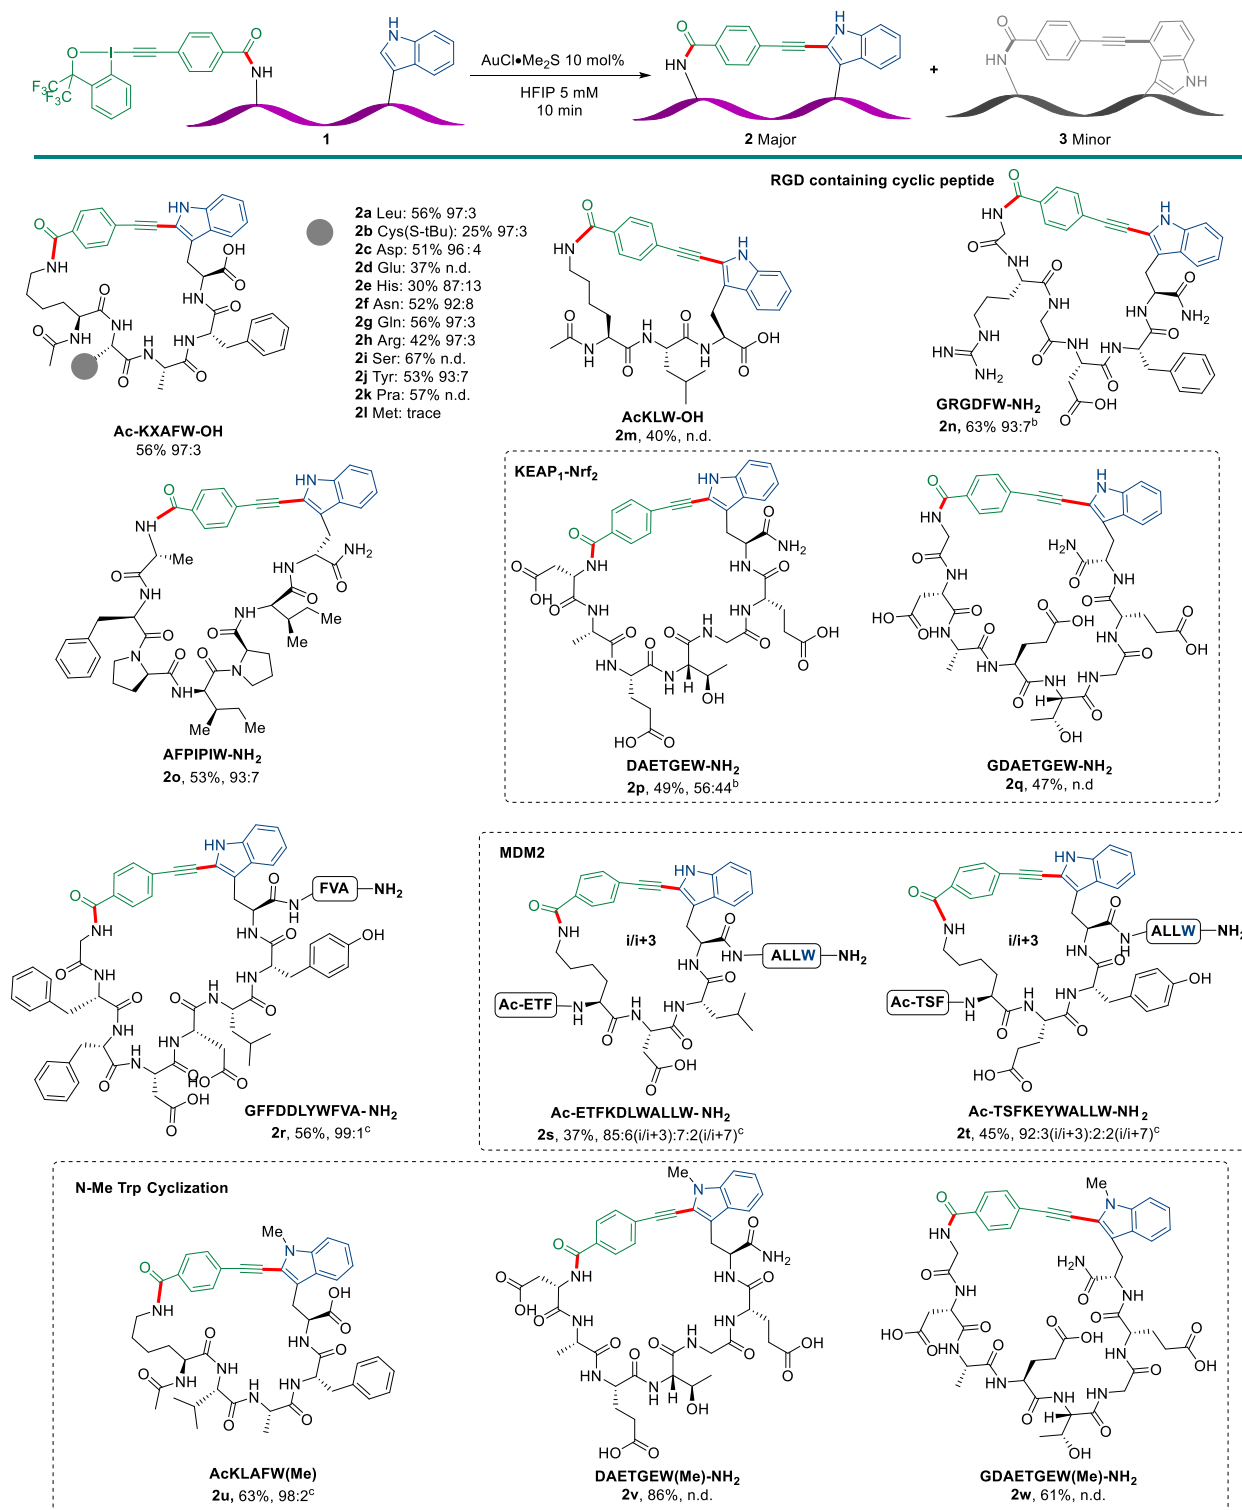 AuCl•Me2S 10 mol%
HFIP 5 mM
10 min
1
2 Major
+
3 Minor
RGD containing cyclic peptide
2a Leu: 56% 97:3
2b Cys(S-tBu): 25% 97:3
2c Asp: 51% 96:4
2d Glu: 37% n.d.
2e His: 30% 87:13
2f Asn: 52% 92:8
2g Gln: 56% 97:3
2h Arg: 42% 97:3
2i Ser: 67% n.d.
2j Tyr: 53% 93:7
2k Pra: 57% n.d.
2l Met: trace
Ac-KXAFW-OH
56% 97:3
AcKLW-OH
2m, 40%, n.d.
GRGDFW-NH2
2n, 63% 93:7b
AFPIPIW-NH2
2o, 53%, 93:7
KEAP1-Nrf2
DAETGEW-NH2
2p, 49%, 56:44b
GDAETGEW-NH2
2q, 47%, n.d
FVA
NH2
GFFDDLYWFVA-NH2
2r, 56%, 99:1c
MDM2
i/i+3
Ac-ETF
ALLW
NH2
Ac-ETFKDLWALLW-NH2
2s, 37%, 85:6(i/i+3):7:2(i/i+7)c
i/i+3
Ac-TSF
ALLW
NH2
Ac-TSFKEYWALLW-NH2
2t, 45%, 92:3(i/i+3):2:2(i/i+7)c
N-Me Trp Cyclization
AcKLAFW(Me)
2u, 63%, 98:2c
DAETGEW(Me)-NH2
2v, 86%, n.d.
GDAETGEW(Me)-NH2
2w, 61%, n.d.